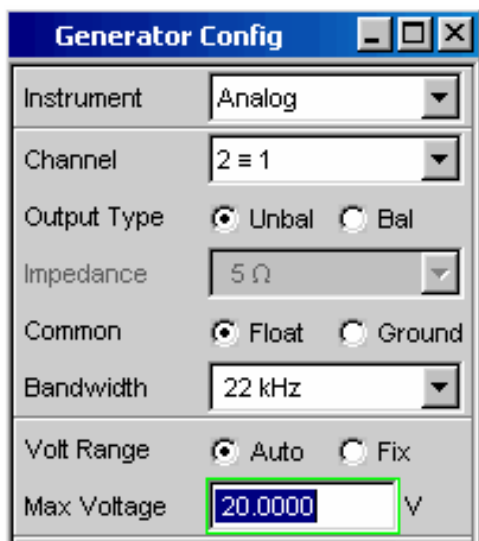 Generator Config
Instrument Analog
Channel 2 ≡ 1
Output Type Unbal Bal
Impedance 5 Ω
Common Float Ground
Bandwidth 22 kHz
Volt Range Auto Fix
Max Voltage 20.0000 V